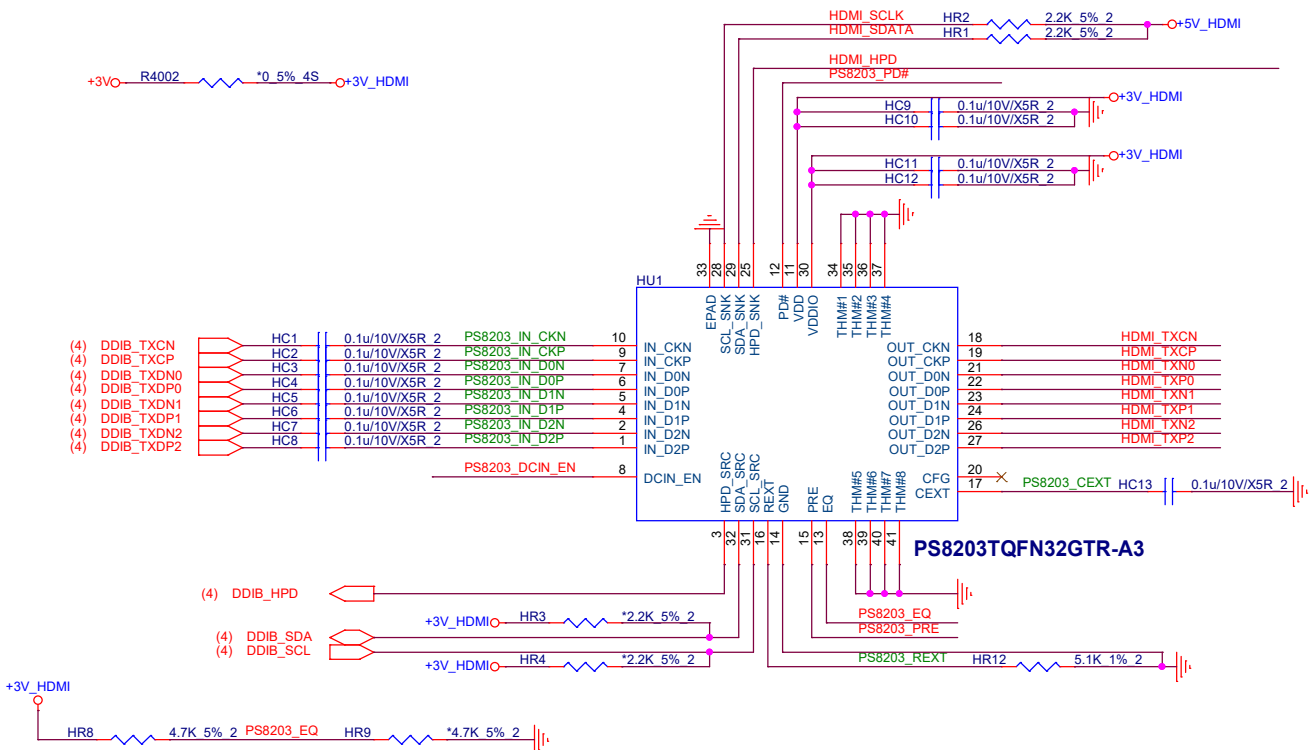 HDMI_SCLK HR2 2.2K_5%_2 +5V_HDMI
HDMI_SDATA HR1 2.2K_5%_2
HDMI_HPD
PS8203_PD#
+3V R4002 *0_5%_4S +3V_HDMI
+3V_HDMI
HC9 0.1u/10V/X5R_2
HC10 0.1u/10V/X5R_2
+3V_HDMI
HC11 0.1u/10V/X5R_2
HC12 0.1u/10V/X5R_2
33 28 29 25 12 11 30 34 35 36 37
HU1
EPAD SCL_SNK SDA_SNK HPD_SNK PD# VDD VDDIO THM#1 THM#2 THM#3 THM#4
(4) DDIB_TXCN HC1 0.1u/10V/X5R_2 PS8203_IN_CKN 10 IN_CKN OUT_CKN 18 HDMI_TXCN
(4) DDIB_TXCP HC2 0.1u/10V/X5R_2 PS8203_IN_CKP 9 IN_CKP OUT_CKP 19 HDMI_TXCP
(4) DDIB_TXDN0 HC3 0.1u/10V/X5R_2 PS8203_IN_D0N 7 IN_D0N OUT_D0N 21 HDMI_TXN0
(4) DDIB_TXDP0 HC4 0.1u/10V/X5R_2 PS8203_IN_D0P 6 IN_D0P OUT_D0P 22 HDMI_TXP0
(4) DDIB_TXDN1 HC5 0.1u/10V/X5R_2 PS8203_IN_D1N 5 IN_D1N OUT_D1N 23 HDMI_TXN1
(4) DDIB_TXDP1 HC6 0.1u/10V/X5R_2 PS8203_IN_D1P 4 IN_D1P OUT_D1P 24 HDMI_TXP1
(4) DDIB_TXDN2 HC7 0.1u/10V/X5R_2 PS8203_IN_D2N 2 IN_D2N OUT_D2N 26 HDMI_TXN2
(4) DDIB_TXDP2 HC8 0.1u/10V/X5R_2 PS8203_IN_D2P 1 IN_D2P OUT_D2P 27 HDMI_TXP2
PS8203_DCIN_EN 8 DCIN_EN CFG 20
CEXT 17 PS8203_CEXT HC13 0.1u/10V/X5R_2
HPD_SRC SDA_SRC SCL_SRC REXT GND PRE EQ THM#5 THM#6 THM#7 THM#8
3 32 31 16 14 15 13 38 39 40 41
PS8203TQFN32GTR-A3
(4) DDIB_HPD
PS8203_EQ
+3V_HDMI HR3 *2.2K_5%_2
PS8203_PRE
(4) DDIB_SDA
(4) DDIB_SCL
+3V_HDMI HR4 *2.2K_5%_2
PS8203_REXT HR12 5.1K_1%_2
+3V_HDMI
HR8 4.7K_5%_2 PS8203_EQ HR9 *4.7K_5%_2